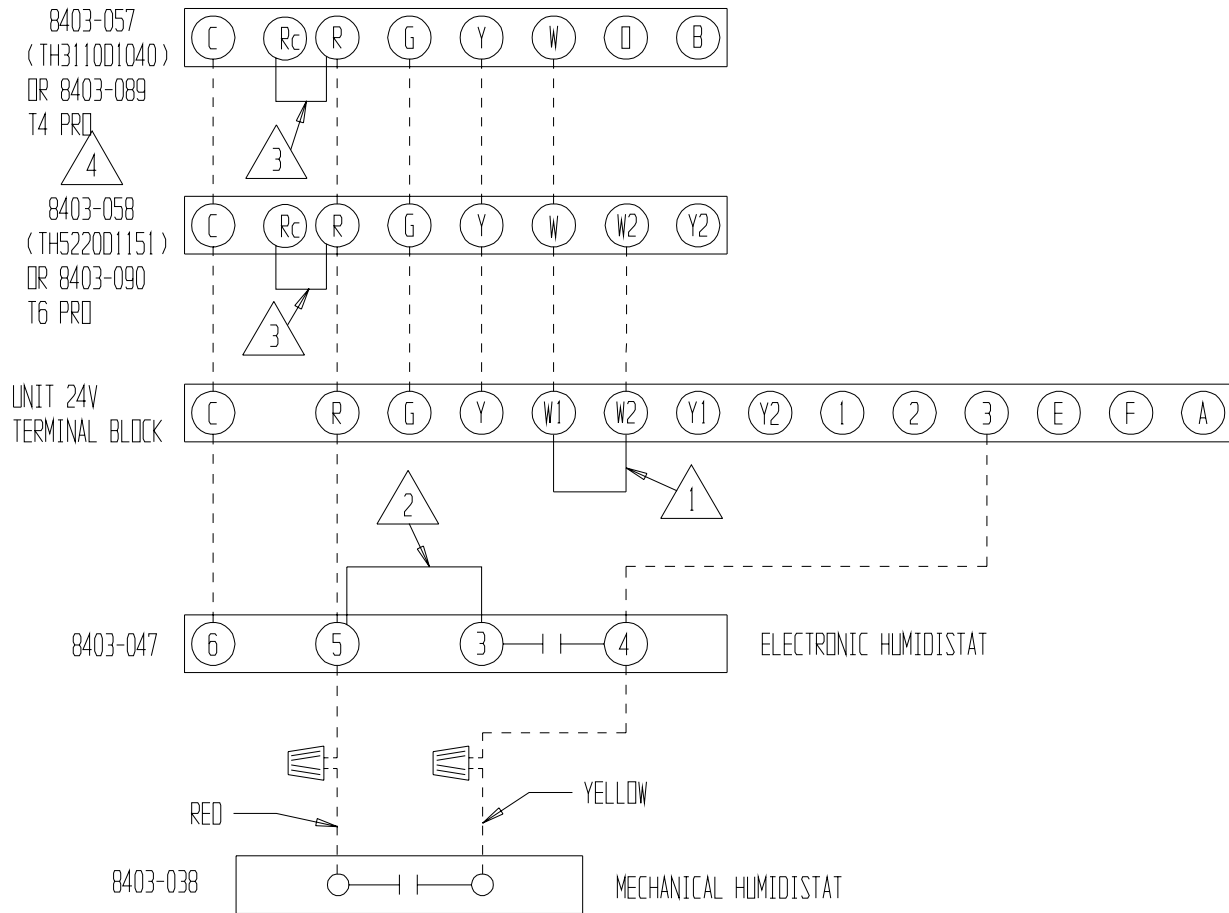 8403-057
(TH3110D1040)
OR 8403-089
T4 PRO
C Rc R G Y W O B
3
4
8403-058
(TH5220D1151)
OR 8403-090
T6 PRO
C Rc R G Y W W2 Y2
3
UNIT 24V
TERMINAL BLOCK
C R G Y W1 W2 Y1 Y2 1 2 3 E F A
2
1
8403-047
6 5 3 4
ELECTRONIC HUMIDISTAT
RED
YELLOW
8403-038
MECHANICAL HUMIDISTAT